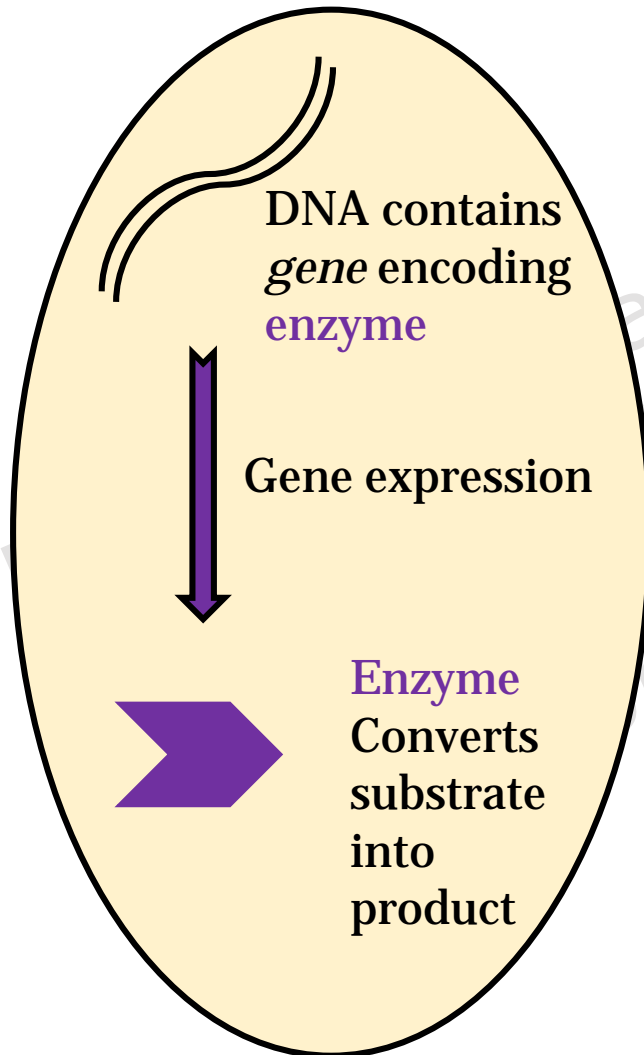 DNA contains
gene encoding
enzyme
Gene expression
Enzyme
Converts
substrate
into
product